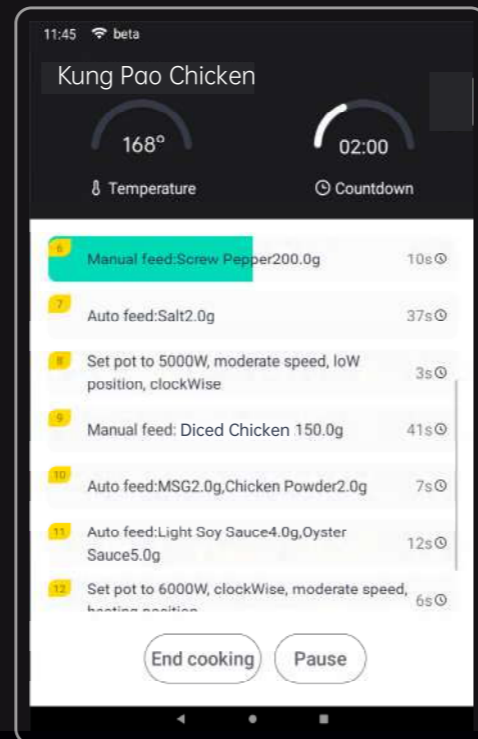 11:45 beta
Kung Pao Chicken
168° 02:00
Temperature Countdown
6
Manual feed:Screw Pepper200.0g 10s
7
Auto feed:Salt2.0g 37s
8
Set pot to 5000W, moderate speed, loW
position, clockWise 3s
9
Manual feed: Diced Chicken 150.0g 41s
10
Auto feed:MSG2.0g,Chicken Powder2.0g 7s
11
Auto feed:Light Soy Sauce4.0g,Oyster
Sauce5.0g 12s
12
Set pot to 6000W, clockWise, moderate speed,
heating position 6s
End cooking Pause